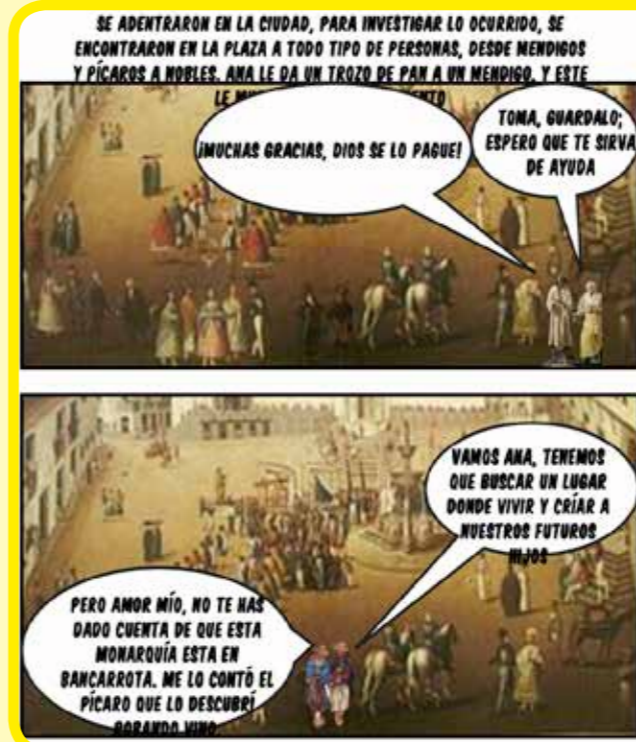 SE ADENTRARON EN LA CIUDAD, PARA INVESTIGAR LO OCURRIDO, SE
ENCONTRARON EN LA PLAZA A TODO TIPO DE PERSONAS, DESDE MENDIGOS
Y PÍCAROS A NOBLES. ANA LE DA UN TROZO DE PAN A UN MENDIGO, Y ESTE
LE
¡MUCHAS GRACIAS, DIOS SE LO PAGUE!
TOMA, GUARDALO;
ESPERO QUE TE SIRVA
DE AYUDA
VAMOS ANA, TENEMOS
QUE BUSCAR UN LUGAR
DONDE VIVIR Y CRÍAR A
NUESTROS FUTUROS
HIJOS
PERO AMOR MÍO, NO TE HAS
DADO CUENTA DE QUE ESTA
MONARQUÍA ESTA EN
BANCARROTA. ME LO CONTÓ EL
PÍCARO QUE LO DESCUBRÍ
ROBANDO VINO.